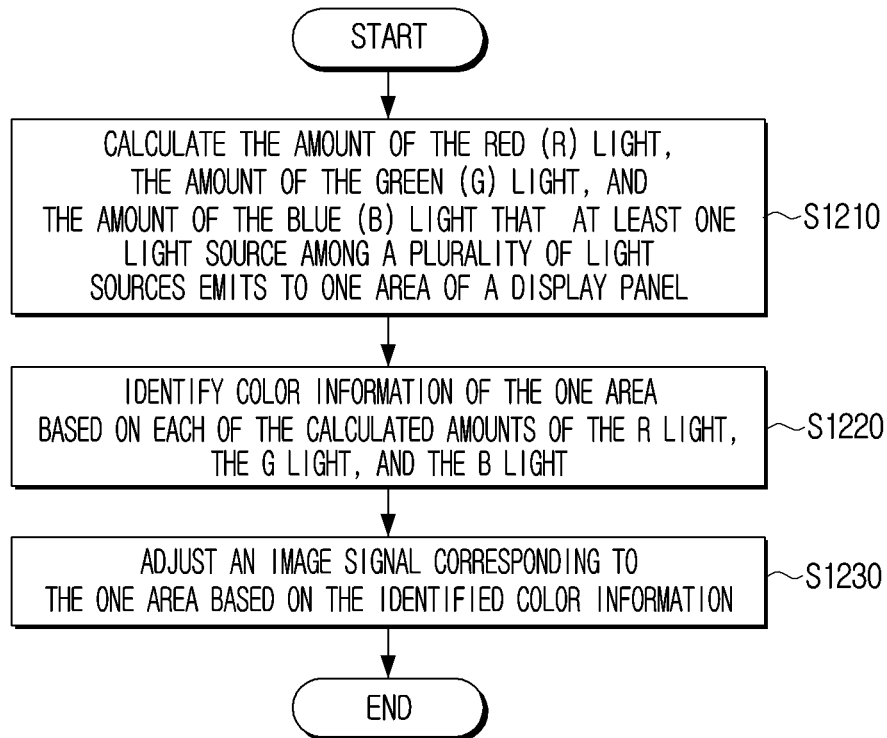 START
CALCULATE THE AMOUNT OF THE RED (R) LIGHT,
THE AMOUNT OF THE GREEN (G) LIGHT, AND
THE AMOUNT OF THE BLUE (B) LIGHT THAT AT LEAST ONE
LIGHT SOURCE AMONG A PLURALITY OF LIGHT
SOURCES EMITS TO ONE AREA OF A DISPLAY PANEL
S1210
IDENTIFY COLOR INFORMATION OF THE ONE AREA
BASED ON EACH OF THE CALCULATED AMOUNTS OF THE R LIGHT,
THE G LIGHT, AND THE B LIGHT
S1220
ADJUST AN IMAGE SIGNAL CORRESPONDING TO
THE ONE AREA BASED ON THE IDENTIFIED COLOR INFORMATION
S1230
END